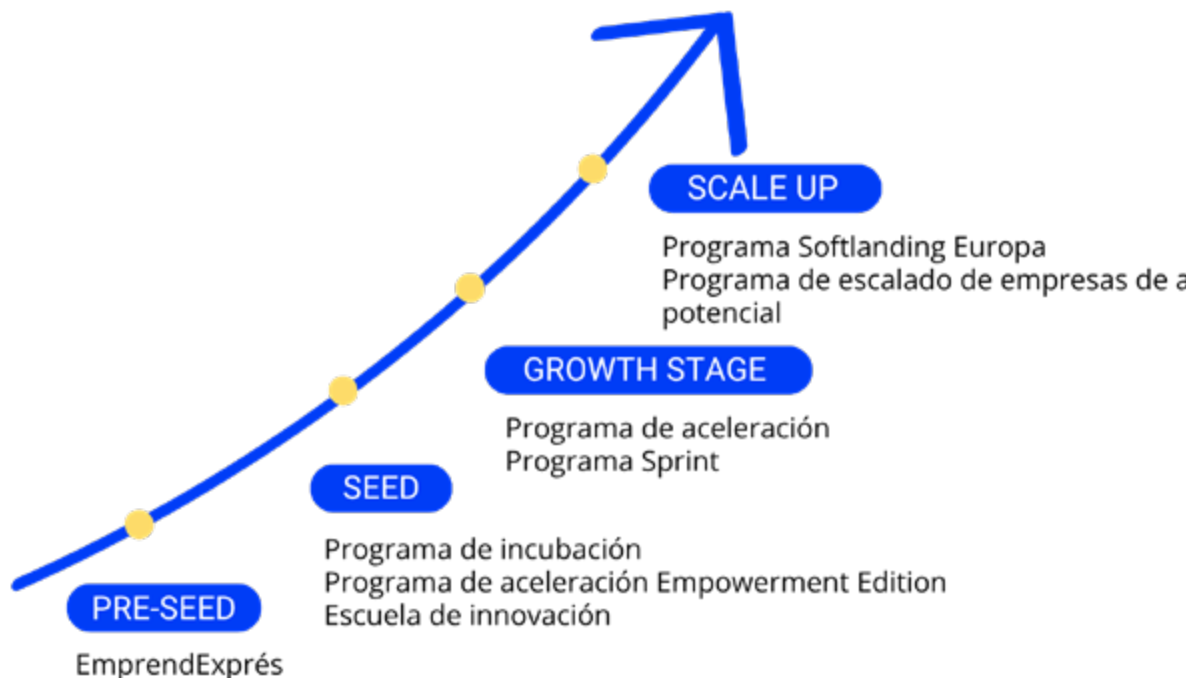 SCALE UP
Programa Softlanding Europa
Programa de escalado de empresas de
potencial
GROWTH STAGE
Programa de aceleración
Programa Sprint
SEED
Programa de incubación
Programa de aceleración Empowerment Edition
Escuela de innovación
PRE-SEED
EmprendExprés